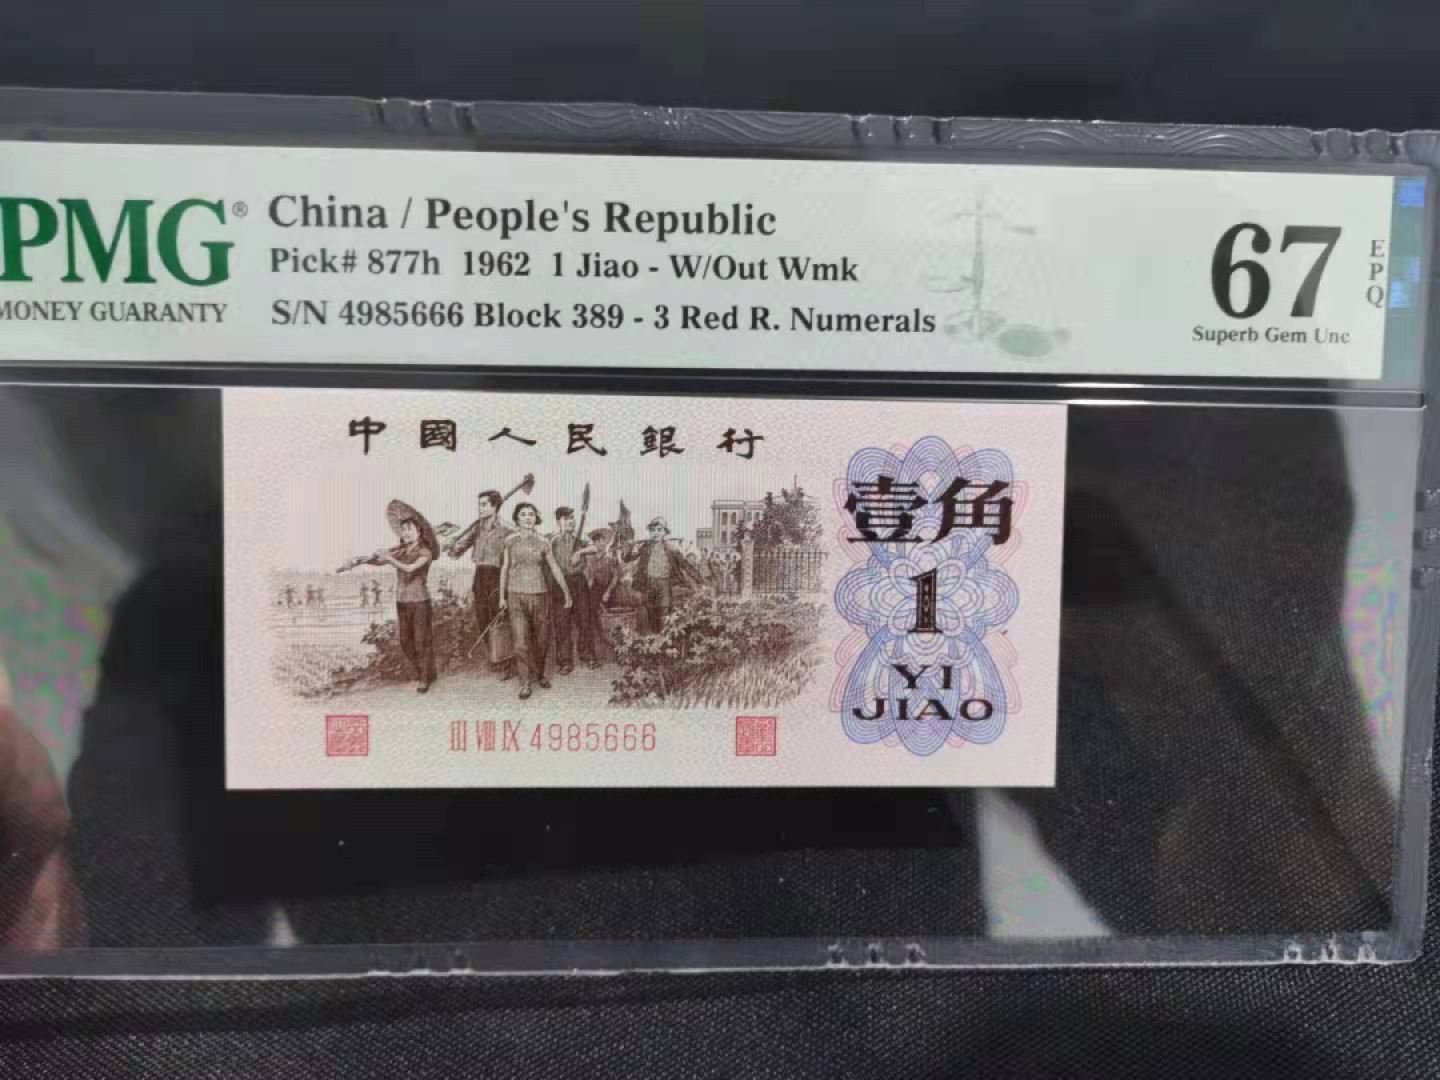 PMG®
MONEY GUARANTY
China / People's Republic
Pick# 877h 1962 1 Jiao - W/Out Wmk
S/N 4985666 Block 389 - 3 Red R. Numerals
67
EPQ
Superb Gem Unc
中國人民銀行
壹角
1
YI
JIAO
III VIII IX 4985666